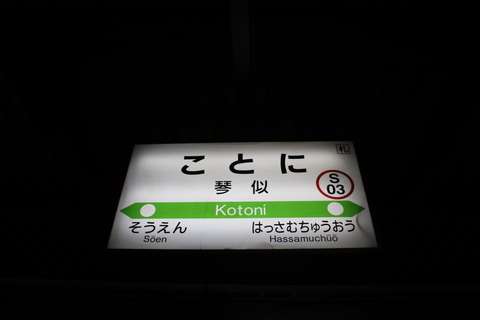 札
ことに
琴似
S
03
Kotoni
そうえん
Sōen
はっさむちゅうおう
Hassamuchūō